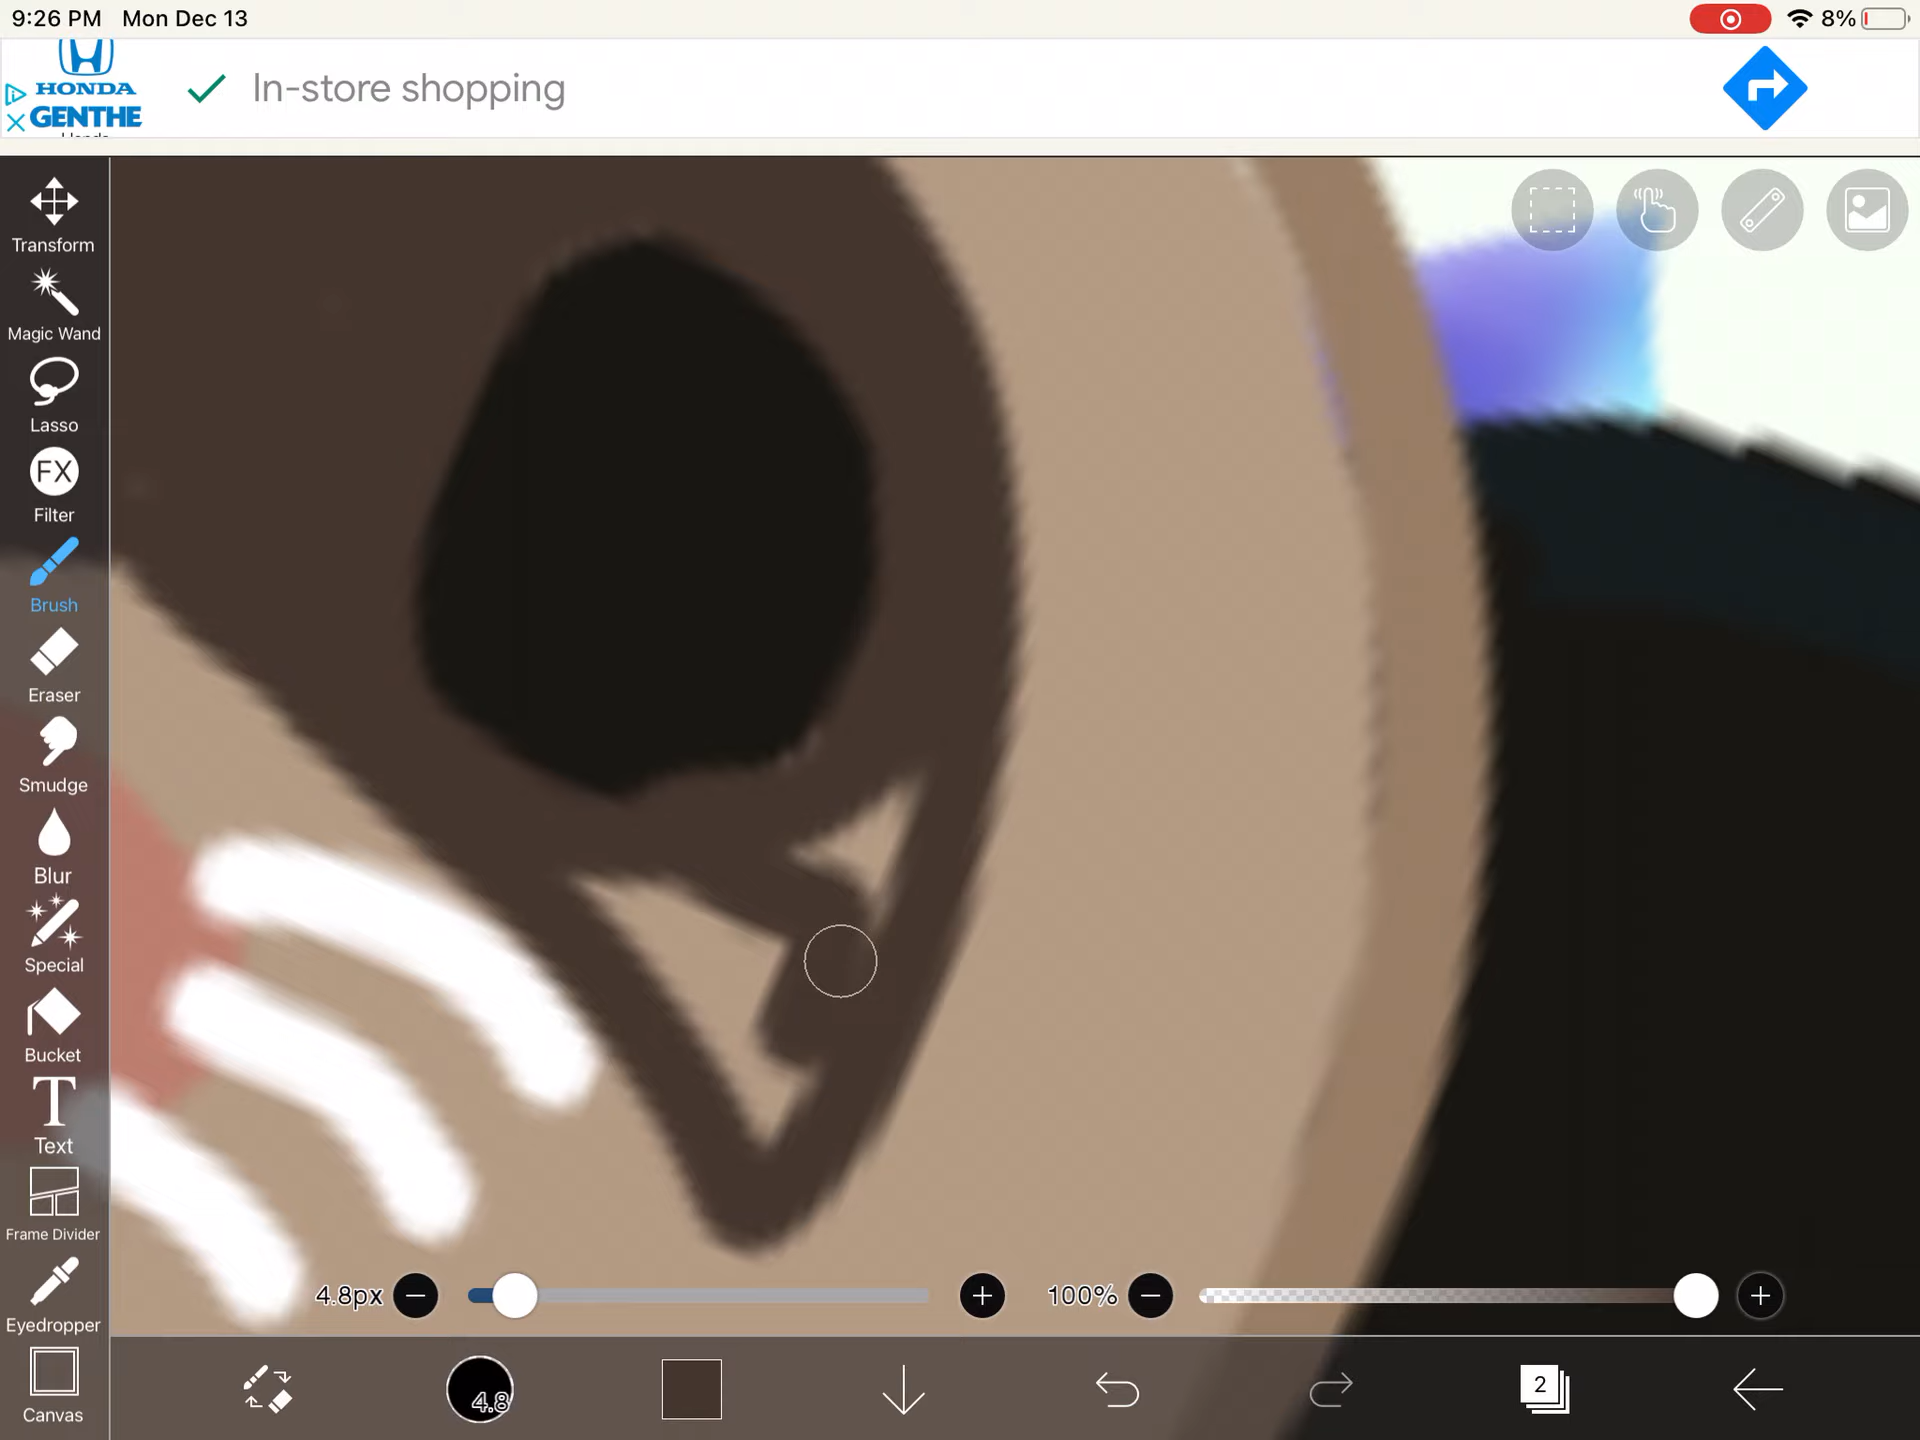 9:26 PM Mon Dec 13
8%
HONDA
GENTHE
In-store shopping
Transform
Magic Wand
Lasso
FX
Filter
Brush
Eraser
Smudge
Blur
Special
Bucket
T
Text
Frame Divider
Eyedropper
Canvas
4.8px
100%
4.8
2